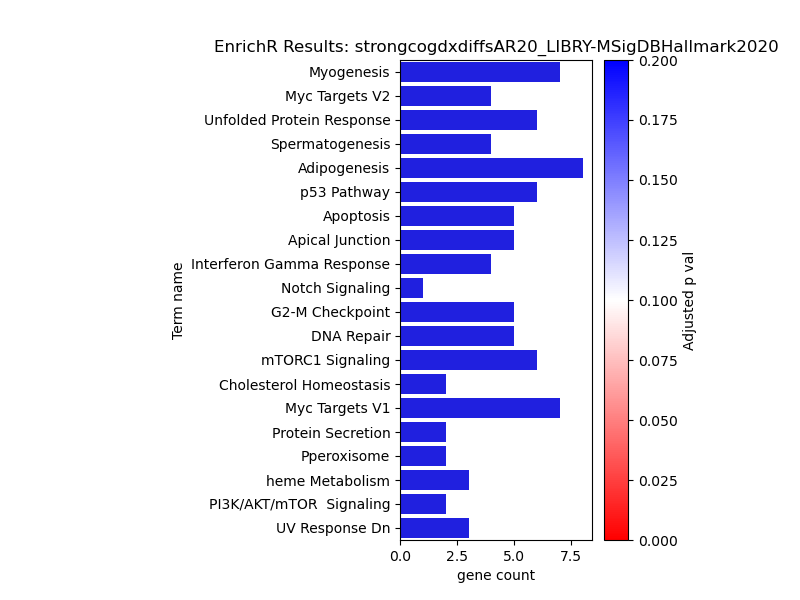 EnrichR Results: strongcogdxdiffsAR20_LIBRY-MSigDBHallmark2020
Myogenesis
Myc Targets V2
Unfolded Protein Response
Spermatogenesis
Adipogenesis
p53 Pathway
Apoptosis
Apical Junction
Interferon Gamma Response
Notch Signaling
G2-M Checkpoint
DNA Repair
mTORC1 Signaling
Cholesterol Homeostasis
Myc Targets V1
Protein Secretion
Pperoxisome
heme Metabolism
PI3K/AKT/mTOR  Signaling
UV Response Dn
Term name
0.0 2.5 5.0 7.5
gene count
0.200
0.175
0.150
0.125
0.100
0.075
0.050
0.025
0.000
Adjusted p val